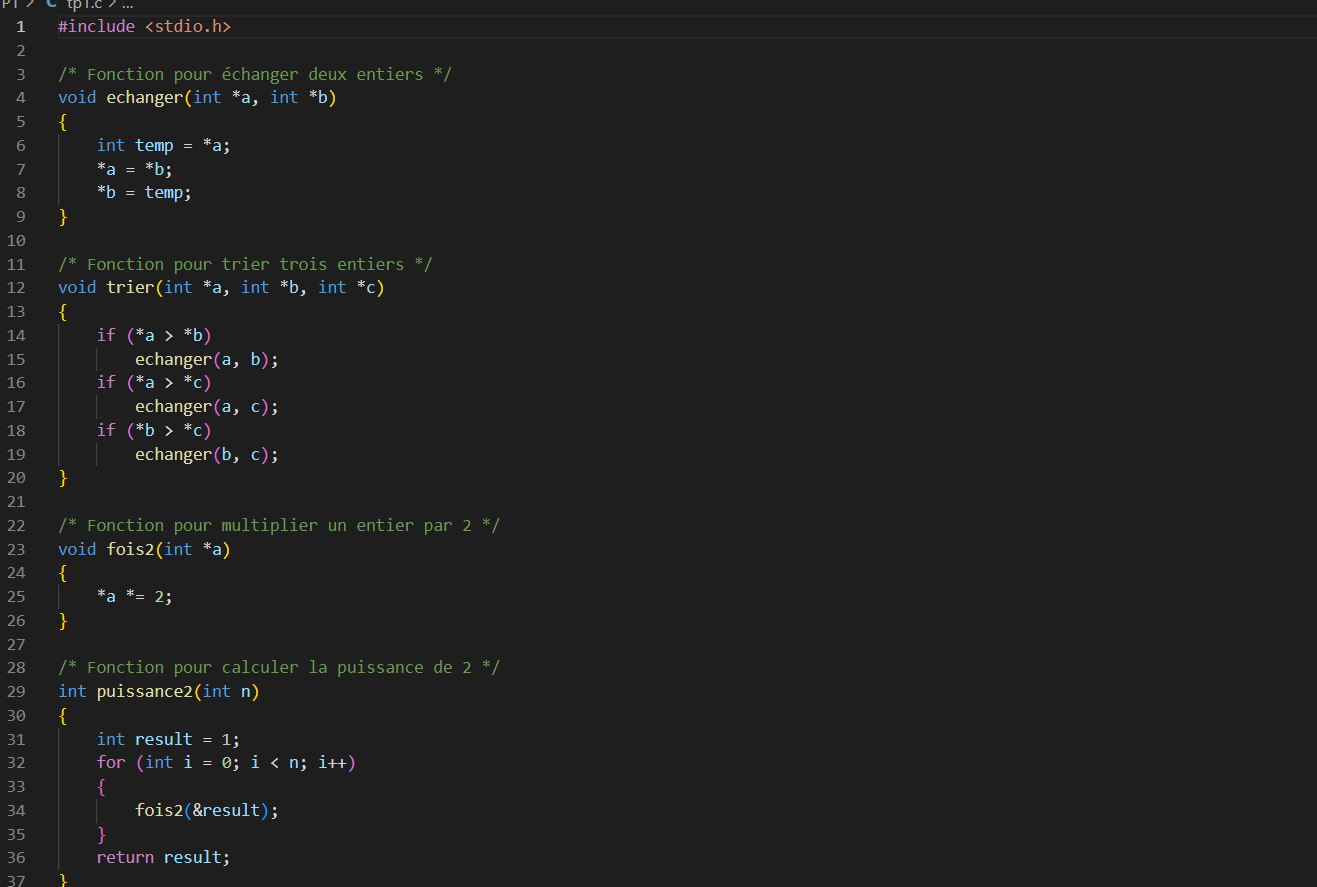 PT > C tp1.c > ...
1 #include <stdio.h>
2
3 /* Fonction pour échanger deux entiers */
4 void echanger(int *a, int *b)
5 {
6     int temp = *a;
7     *a = *b;
8     *b = temp;
9 }
10
11 /* Fonction pour trier trois entiers */
12 void trier(int *a, int *b, int *c)
13 {
14     if (*a > *b)
15         echanger(a, b);
16     if (*a > *c)
17         echanger(a, c);
18     if (*b > *c)
19         echanger(b, c);
20 }
21
22 /* Fonction pour multiplier un entier par 2 */
23 void fois2(int *a)
24 {
25     *a *= 2;
26 }
27
28 /* Fonction pour calculer la puissance de 2 */
29 int puissance2(int n)
30 {
31     int result = 1;
32     for (int i = 0; i < n; i++)
33     {
34         fois2(&result);
35     }
36     return result;
37 }